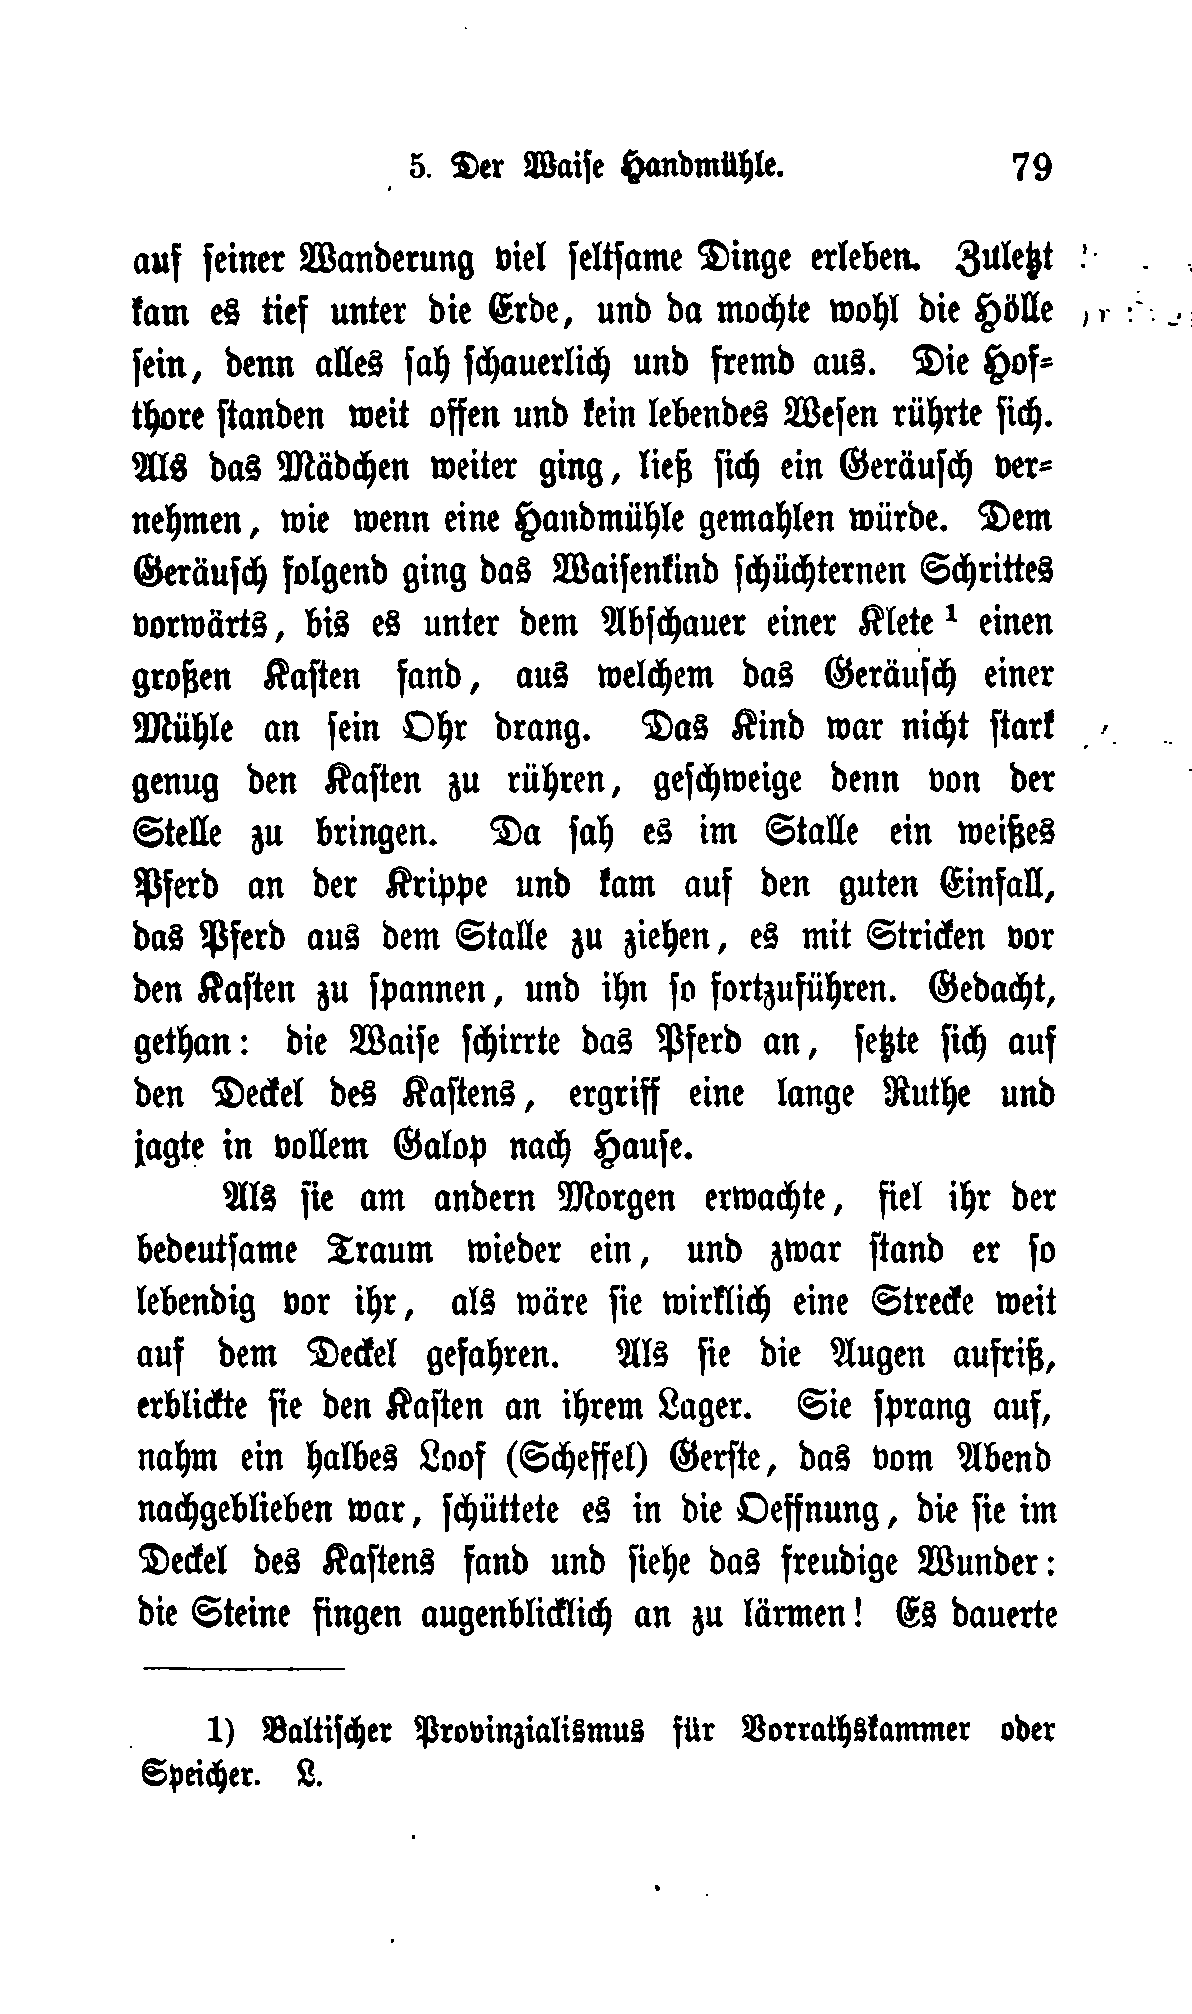 5. Der Waise Handmühle. 79
auf seiner Wanderung viel seltsame Dinge erleben. Zuletzt
kam es tief unter die Erde, und da mochte wohl die Hölle
sein, denn alles sah schauerlich und fremd aus. Die Hof-
thore standen weit offen und kein lebendes Wesen rührte sich.
Als das Mädchen weiter ging, ließ sich ein Geräusch ver-
nehmen, wie wenn eine Handmühle gemahlen würde. Dem
Geräusch folgend ging das Waisenkind schüchternen Schrittes
vorwärts, bis es unter dem Abschauer einer Klete ¹ einen
großen Kasten fand, aus welchem das Geräusch einer
Mühle an sein Ohr drang. Das Kind war nicht stark
genug den Kasten zu rühren, geschweige denn von der
Stelle zu bringen. Da sah es im Stalle ein weißes
Pferd an der Krippe und kam auf den guten Einfall,
das Pferd aus dem Stalle zu ziehen, es mit Stricken vor
den Kasten zu spannen, und ihn so fortzuführen. Gedacht,
gethan: die Waise schirrte das Pferd an, setzte sich auf
den Deckel des Kastens, ergriff eine lange Ruthe und
jagte in vollem Galop nach Hause.
Als sie am andern Morgen erwachte, fiel ihr der
bedeutsame Traum wieder ein, und zwar stand er so
lebendig vor ihr, als wäre sie wirklich eine Strecke weit
auf dem Deckel gefahren. Als sie die Augen aufriß,
erblickte sie den Kasten an ihrem Lager. Sie sprang auf,
nahm ein halbes Loof (Scheffel) Gerste, das vom Abend
nachgeblieben war, schüttete es in die Oeffnung, die sie im
Deckel des Kastens fand und siehe das freudige Wunder:
die Steine fingen augenblicklich an zu lärmen! Es dauerte
1) Baltischer Provinzialismus für Vorrathskammer oder
Speicher. L.